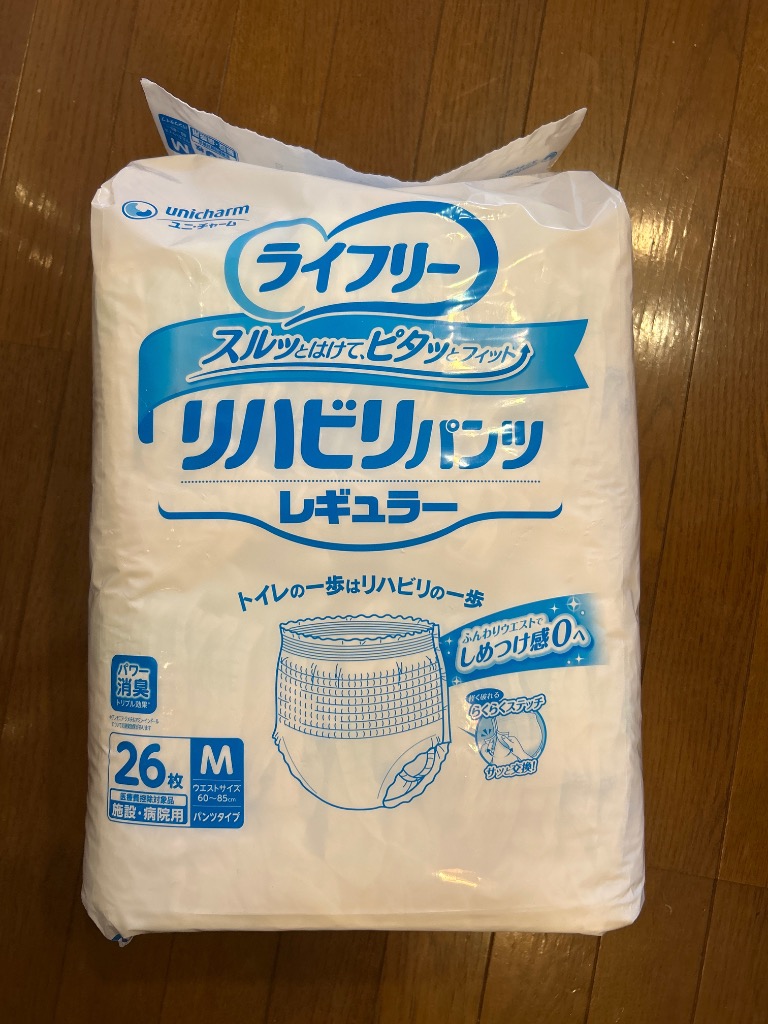 unicharm
ユニ・チャーム
ライフリー
スルッとはけて、ピタッとフィット
リハビリパンツ
レギュラー
トイレの一歩はリハビリの一歩
ふんわりウエストで
しめつけ感0へ
軽く破れる
らくらくステッチ
サッと交換!
パワー
消臭
トリプル効果*
26枚
医療費控除対象品
施設・病院用
M
ウエストサイズ
60〜85cm
パンツタイプ